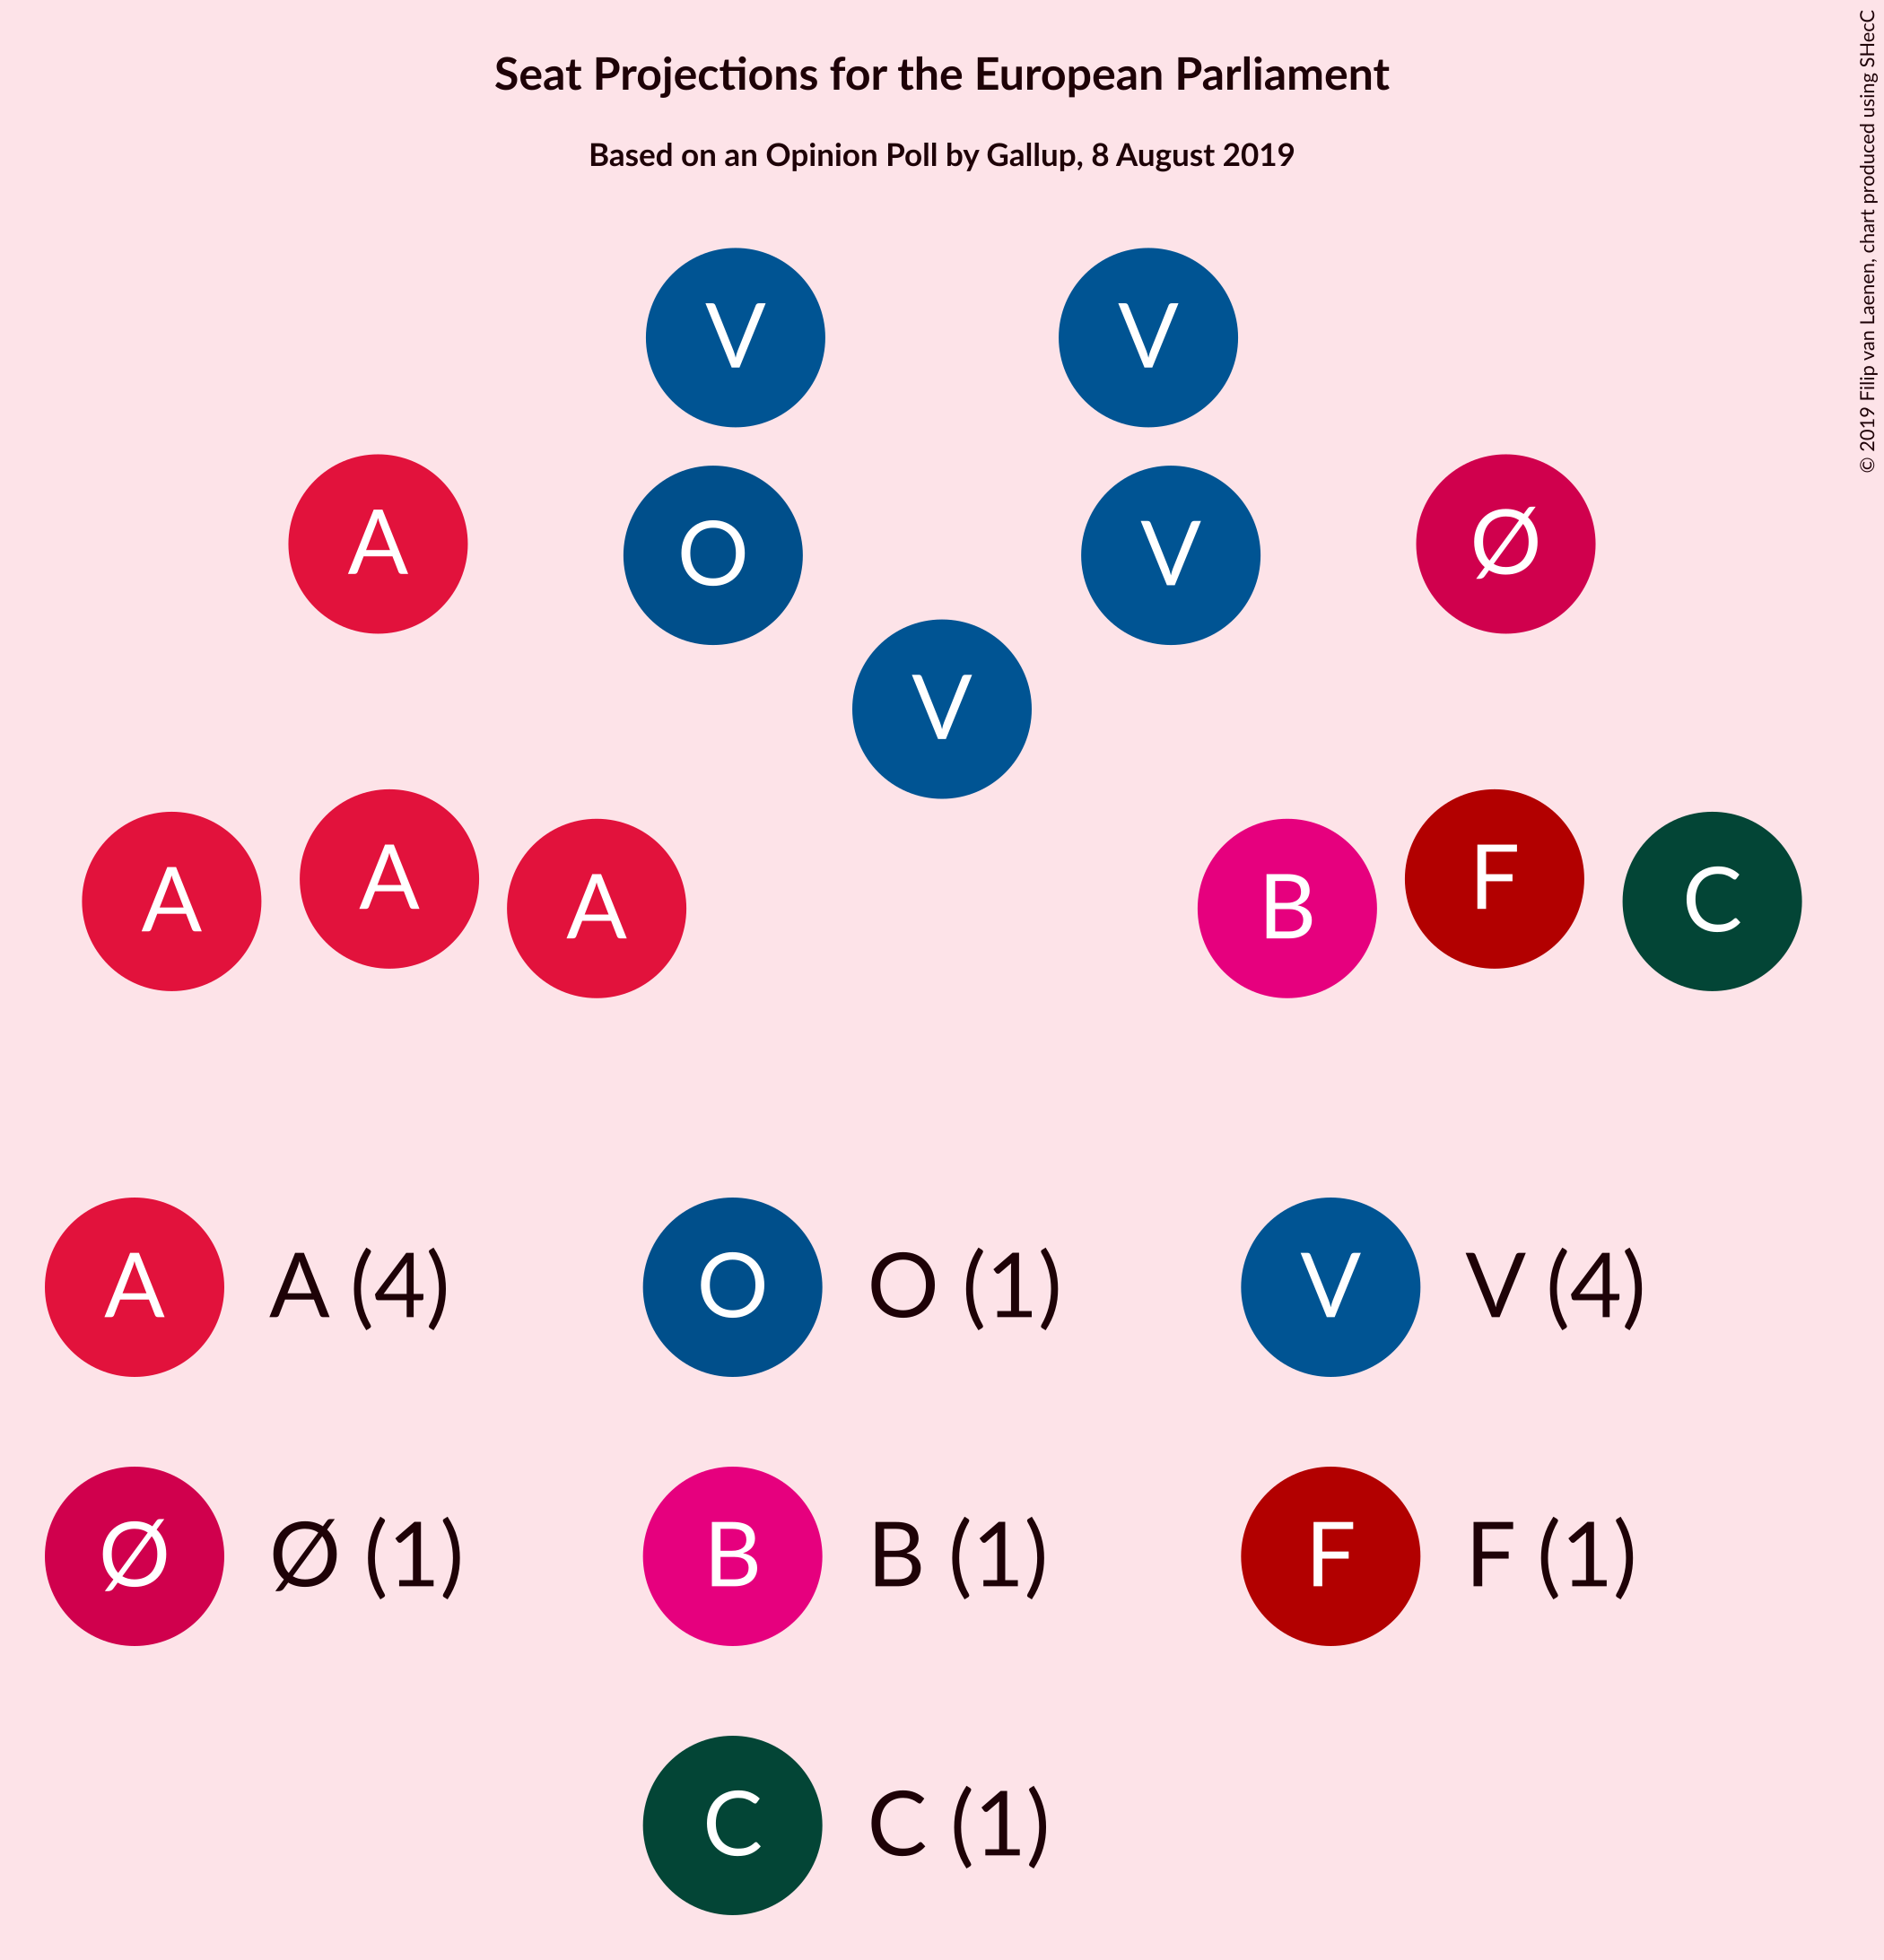 Seat Projections for the European Parliament
Based on an Opinion Poll by Gallup, 8 August 2019
© 2019 Filip van Laenen, chart produced using SHecC
V V
A O V Ø
V
A A A B F C
A A (4) O O (1) V V (4)
Ø Ø (1) B B (1) F F (1)
C C (1)